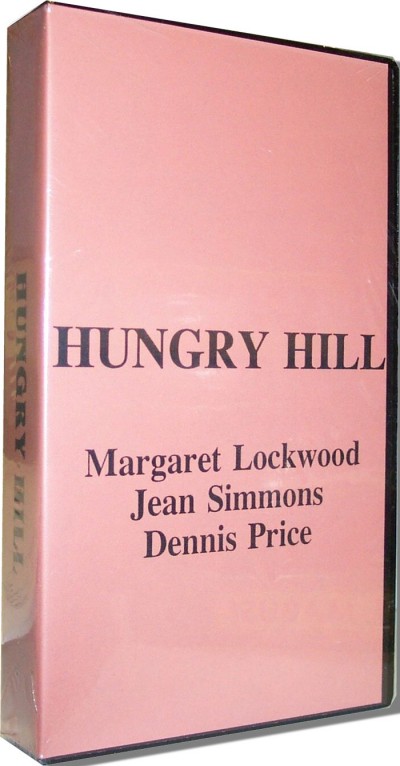 HUNGRY HILL
Margaret Lockwood
Jean Simmons
Dennis Price
HUNGRY HILL